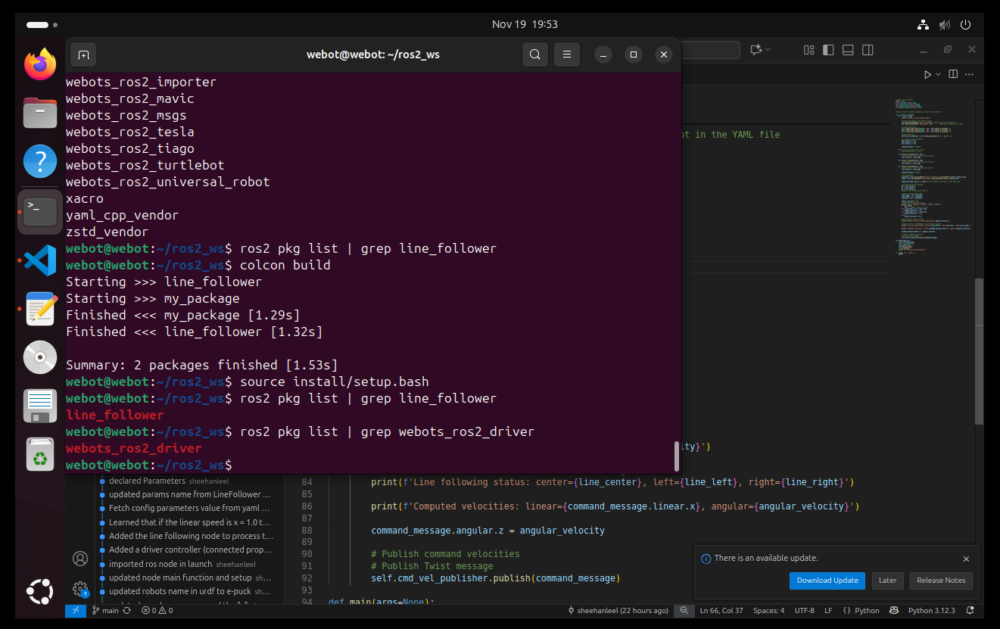 Nov 19 19:53
webot@webot: ~/ros2_ws
webots_ros2_importer
webots_ros2_mavic
webots_ros2_msgs
webots_ros2_tesla
webots_ros2_tiago
webots_ros2_turtlebot
webots_ros2_universal_robot
xacro
yaml_cpp_vendor
zstd_vendor
webot@webot:~/ros2_ws$ ros2 pkg list | grep line_follower
webot@webot:~/ros2_ws$ colcon build
Starting >>> line_follower
Starting >>> my_package
Finished <<< my_package [1.29s]
Finished <<< line_follower [1.32s]
Summary: 2 packages finished [1.53s]
webot@webot:~/ros2_ws$ source install/setup.bash
webot@webot:~/ros2_ws$ ros2 pkg list | grep line_follower
line_follower
webot@webot:~/ros2_ws$ ros2 pkg list | grep webots_ros2_driver
webots_ros2_driver
webot@webot:~/ros2_ws$
ot in the YAML file
ity}')
declared Parameters sheehanleel
updated params name from LineFollower ...
Fetch config parameters value from yaml ...
Learned that if the linear speed is x = 1.0 t...
Added the line following node to process t...
Added a driver controller (connected prop...
imported ros node in launch sheehanleel
updated node main function and setup sh...
updated robots name in urdf to e-puck sh...
84 print(f'Line following status: center={line_center}, left={line_left}, right={line_right}')
85
86 print(f'Computed velocities: linear={command_message.linear.x}, angular={angular_velocity}')
87
88 command_message.angular.z = angular_velocity
89
90 # Publish command velocities
91 # Publish Twist message
92 self.cmd_vel_publisher.publish(command_message)
93
94 def main(args=None):
There is an available update.
Download Update Later Release Notes
1
main 0 0 sheehanleel (22 hours ago) Ln 66, Col 37 Spaces: 4 UTF-8 LF {} Python Python 3.12.3